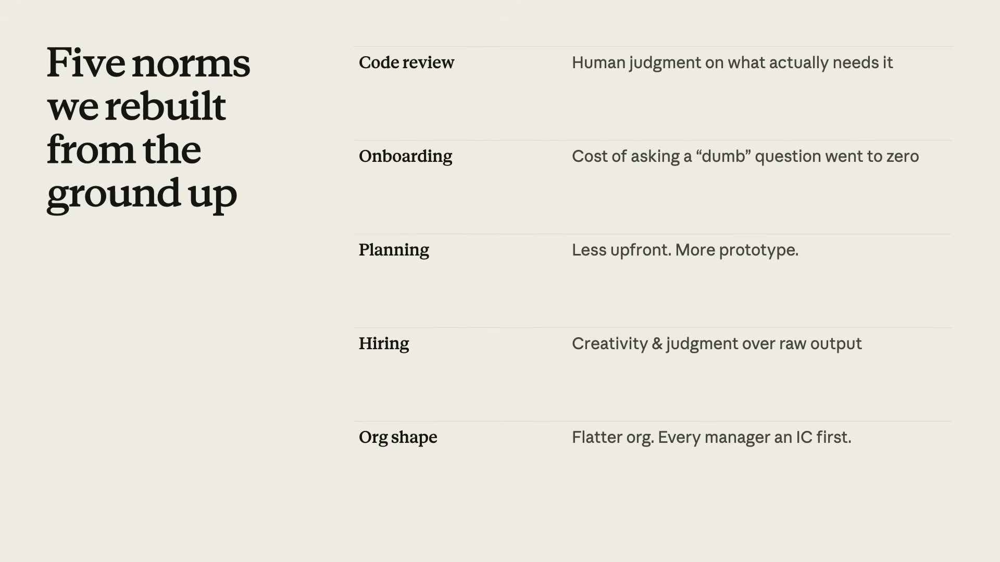 Five norms
we rebuilt
from the
ground up
Code review
Human judgment on what actually needs it
Onboarding
Cost of asking a “dumb” question went to zero
Planning
Less upfront. More prototype.
Hiring
Creativity & judgment over raw output
Org shape
Flatter org. Every manager an IC first.